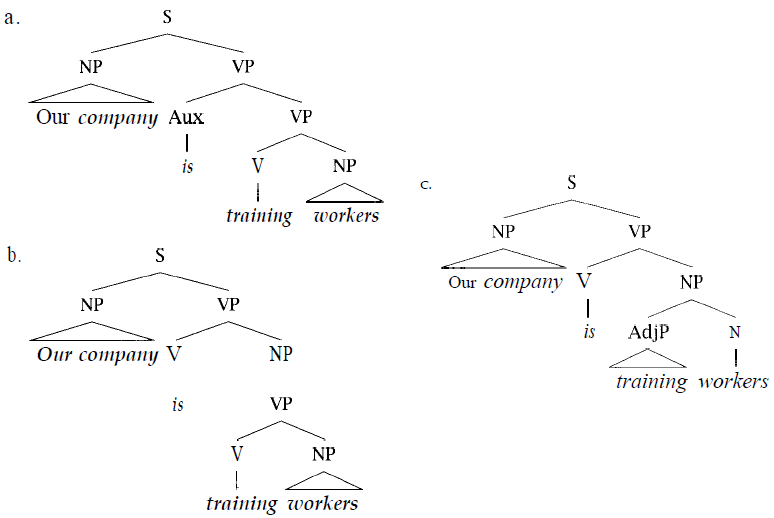 a.
S
NP VP
Our company Aux VP
is V NP
training workers
b.
S
NP VP
Our company V NP
is VP
V NP
training workers
c.
S
NP VP
Our company V NP
is AdjP N
training workers